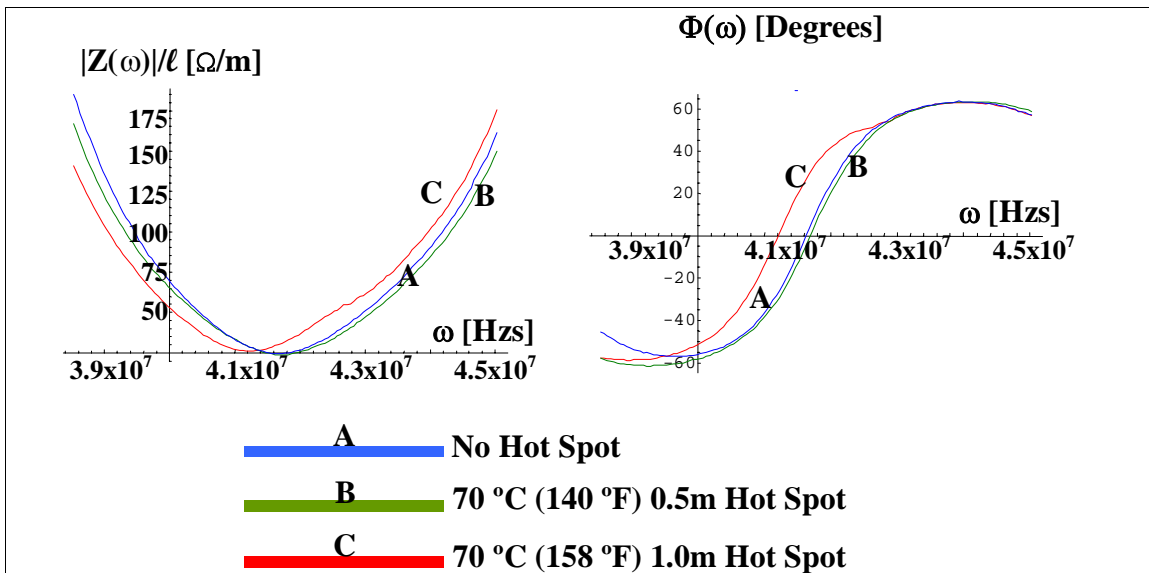 Φ(ω) [Degrees]
|Z(ω)|/ℓ [Ω/m]
175
150
125
100
75
50
C
B
A
ω [Hzs]
3.9x10⁷
4.1x10⁷
4.3x10⁷
4.5x10⁷
60
40
20
-20
-40
-60
C
B
A
ω [Hzs]
3.9x10⁷
4.1x10⁷
4.3x10⁷
4.5x10⁷
A No Hot Spot
B 70 ºC (140 ºF) 0.5m Hot Spot
C 70 ºC (158 ºF) 1.0m Hot Spot